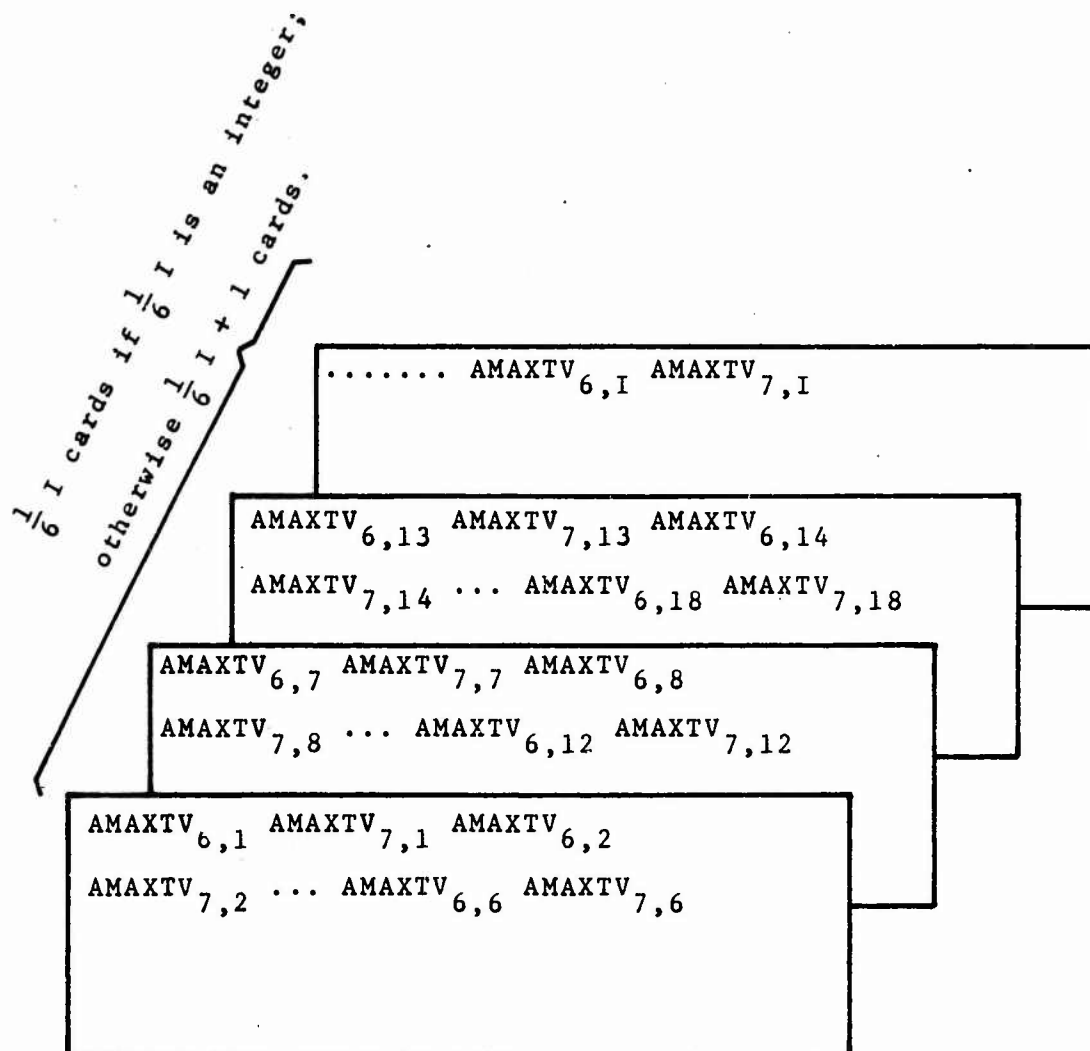 1/6 I cards if 1/6 I is an integer;
otherwise 1/6 I + 1 cards.
....... AMAXTV6,I AMAXTV7,I
AMAXTV6,13 AMAXTV7,13 AMAXTV6,14
AMAXTV7,14 ... AMAXTV6,18 AMAXTV7,18
AMAXTV6,7 AMAXTV7,7 AMAXTV6,8
AMAXTV7,8 ... AMAXTV6,12 AMAXTV7,12
AMAXTV6,1 AMAXTV7,1 AMAXTV6,2
AMAXTV7,2 ... AMAXTV6,6 AMAXTV7,6